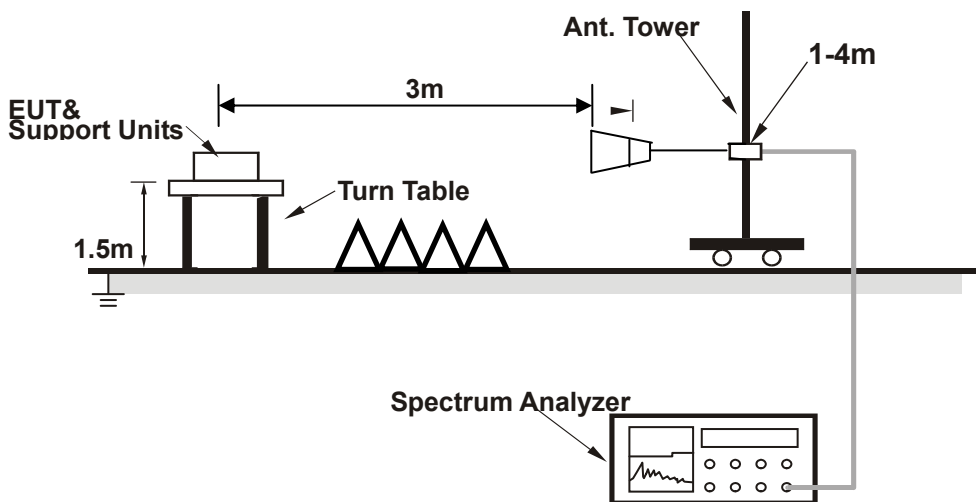 Ant. Tower
1-4m
3m
EUT&
Support Units
Turn Table
1.5m
Spectrum Analyzer